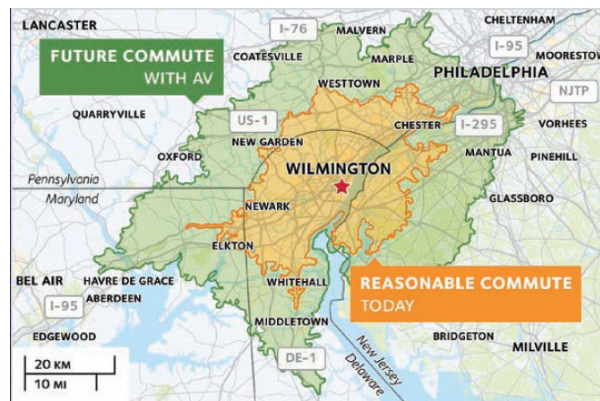 LANCASTER
I-76
MALVERN
CHELTENHAM
FUTURE COMMUTE
WITH AV
COATESVILLE
MARPLE
I-95
MOORESTOW
WESTTOWN
PHILADELPHIA
NJTP
QUARRYVILLE
US-1
CHESTER
I-295
VORHEES
NEW GARDEN
OXFORD
MANTUA
PINEHILL
WILMINGTON
Pennsylvania
Maryland
NEWARK
GLASSBORO
ELKTON
BEL AIR
HAVRE DE GRACE
WHITEHALL
REASONABLE COMMUTE
TODAY
I-95
ABERDEEN
MIDDLETOWN
EDGEWOOD
BRIDGETON
MILVILLE
New Jersey
Delaware
DE-1
20 KM
10 MI